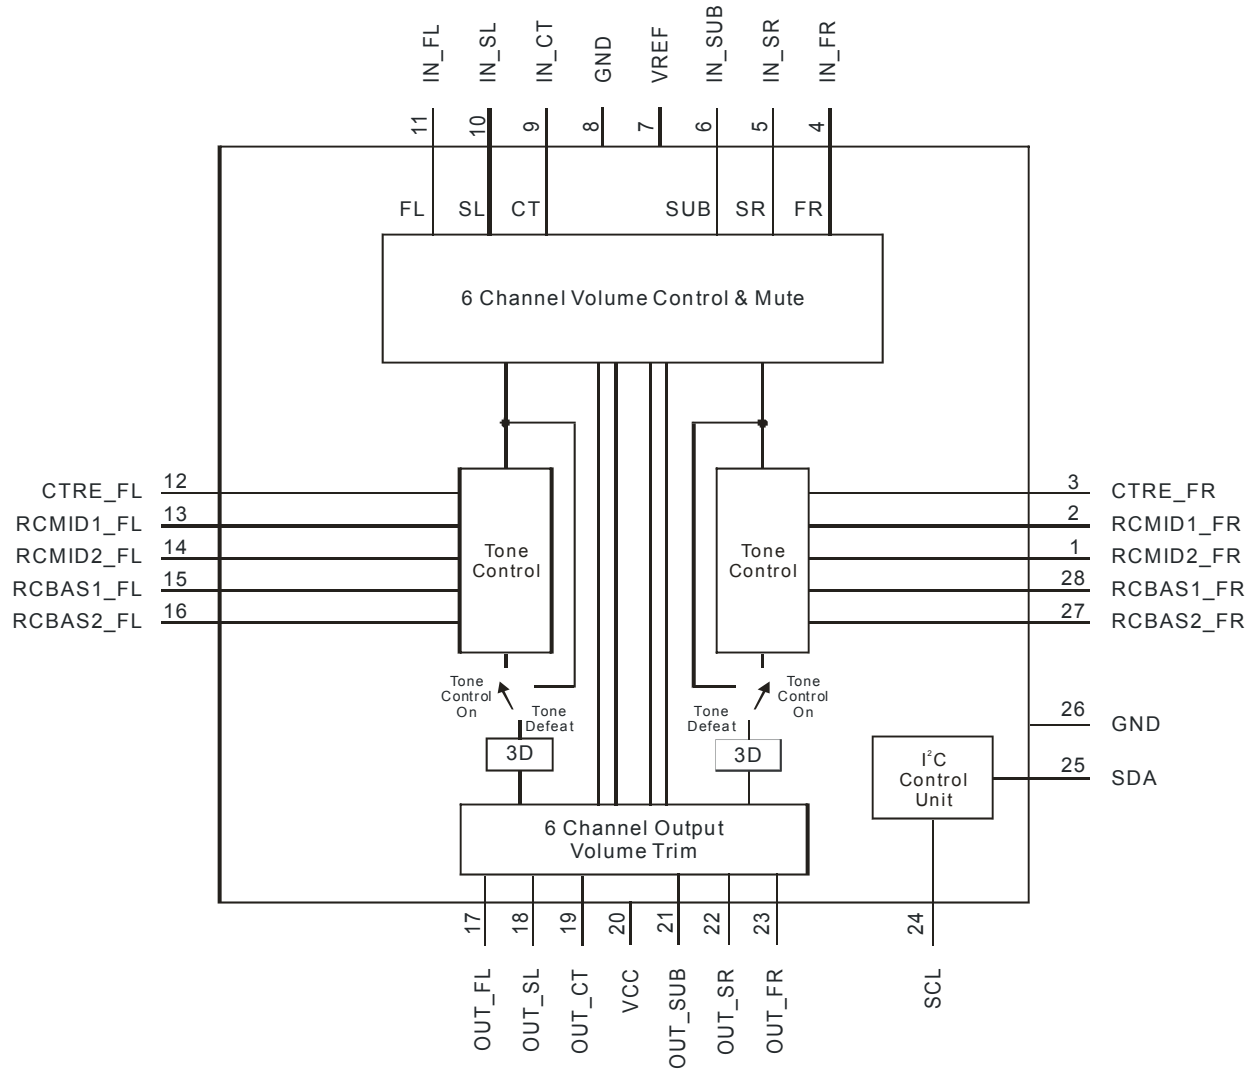 IN_FL
IN_SL
IN_CT
GND
VREF
IN_SUB
IN_SR
IN_FR
11
10
9
8
7
6
5
4
FL
SL
CT
SUB
SR
FR
6 Channel Volume Control & Mute
CTRE_FL
12
RCMID1_FL
13
RCMID2_FL
14
RCBAS1_FL
15
RCBAS2_FL
16
Tone
Control
Tone
Control
3
CTRE_FR
2
RCMID1_FR
1
RCMID2_FR
28
RCBAS1_FR
27
RCBAS2_FR
Tone
Control
On
Tone
Defeat
Tone
Defeat
Tone
Control
On
3D
3D
26
GND
I²C
Control
Unit
25
SDA
6 Channel Output
Volume Trim
17
18
19
20
21
22
23
24
OUT_FL
OUT_SL
OUT_CT
VCC
OUT_SUB
OUT_SR
OUT_FR
SCL